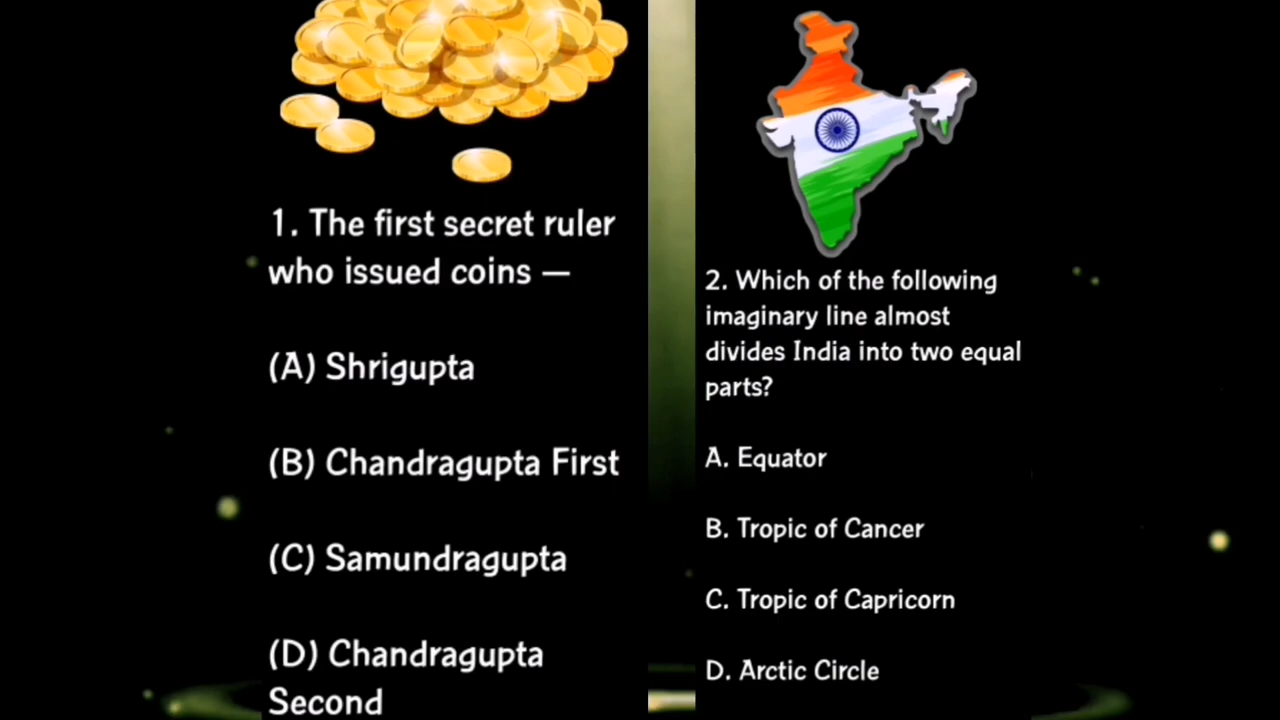 1. The first secret ruler
who issued coins —
(A) Shrigupta
(B) Chandragupta First
(C) Samundragupta
(D) Chandragupta
Second
2. Which of the following
imaginary line almost
divides India into two equal
parts?
A. Equator
B. Tropic of Cancer
C. Tropic of Capricorn
D. Arctic Circle